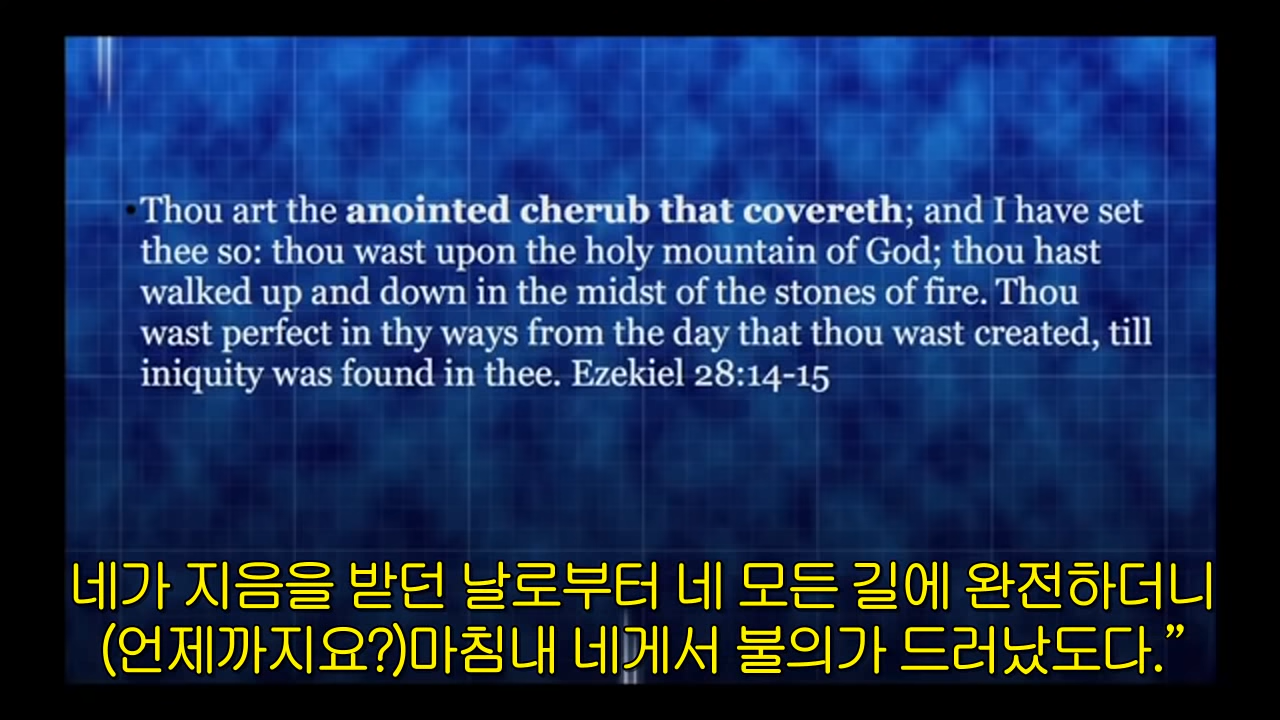 •Thou art the anointed cherub that covereth; and I have set
thee so: thou wast upon the holy mountain of God; thou hast
walked up and down in the midst of the stones of fire. Thou
wast perfect in thy ways from the day that thou wast created, till
iniquity was found in thee. Ezekiel 28:14-15
네가 지음을 받던 날로부터 네 모든 길에 완전하더니
(언제까지요?)마침내 네게서 불의가 드러났도다.”